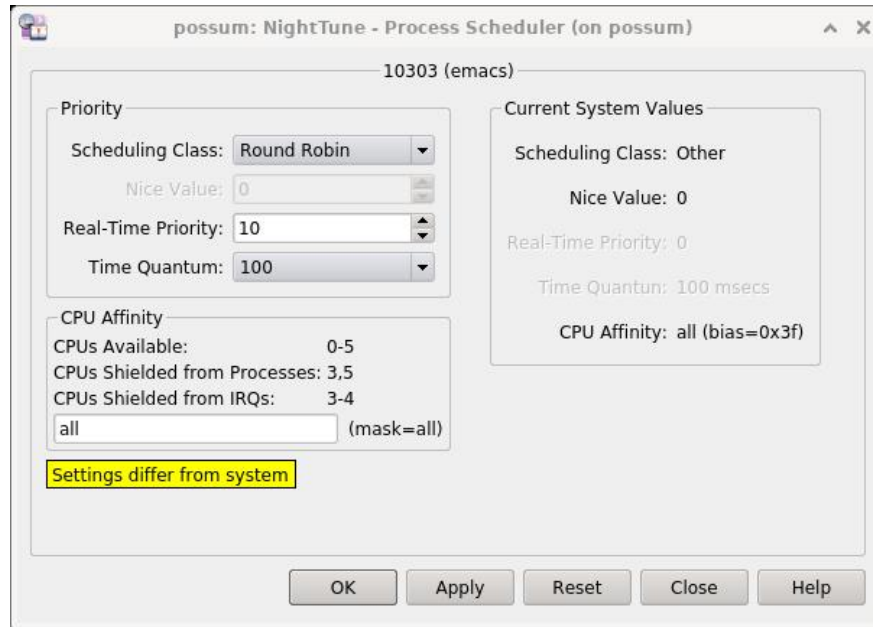 possum: NightTune - Process Scheduler (on possum)
10303 (emacs)
Priority
Scheduling Class: Round Robin
Nice Value: 0
Real-Time Priority: 10
Time Quantum: 100
CPU Affinity
CPUs Available: 0-5
CPUs Shielded from Processes: 3,5
CPUs Shielded from IRQs: 3-4
all (mask=all)
Settings differ from system
Current System Values
Scheduling Class: Other
Nice Value: 0
Real-Time Priority: 0
Time Quantun: 100 msecs
CPU Affinity: all (bias=0x3f)
OK Apply Reset Close Help